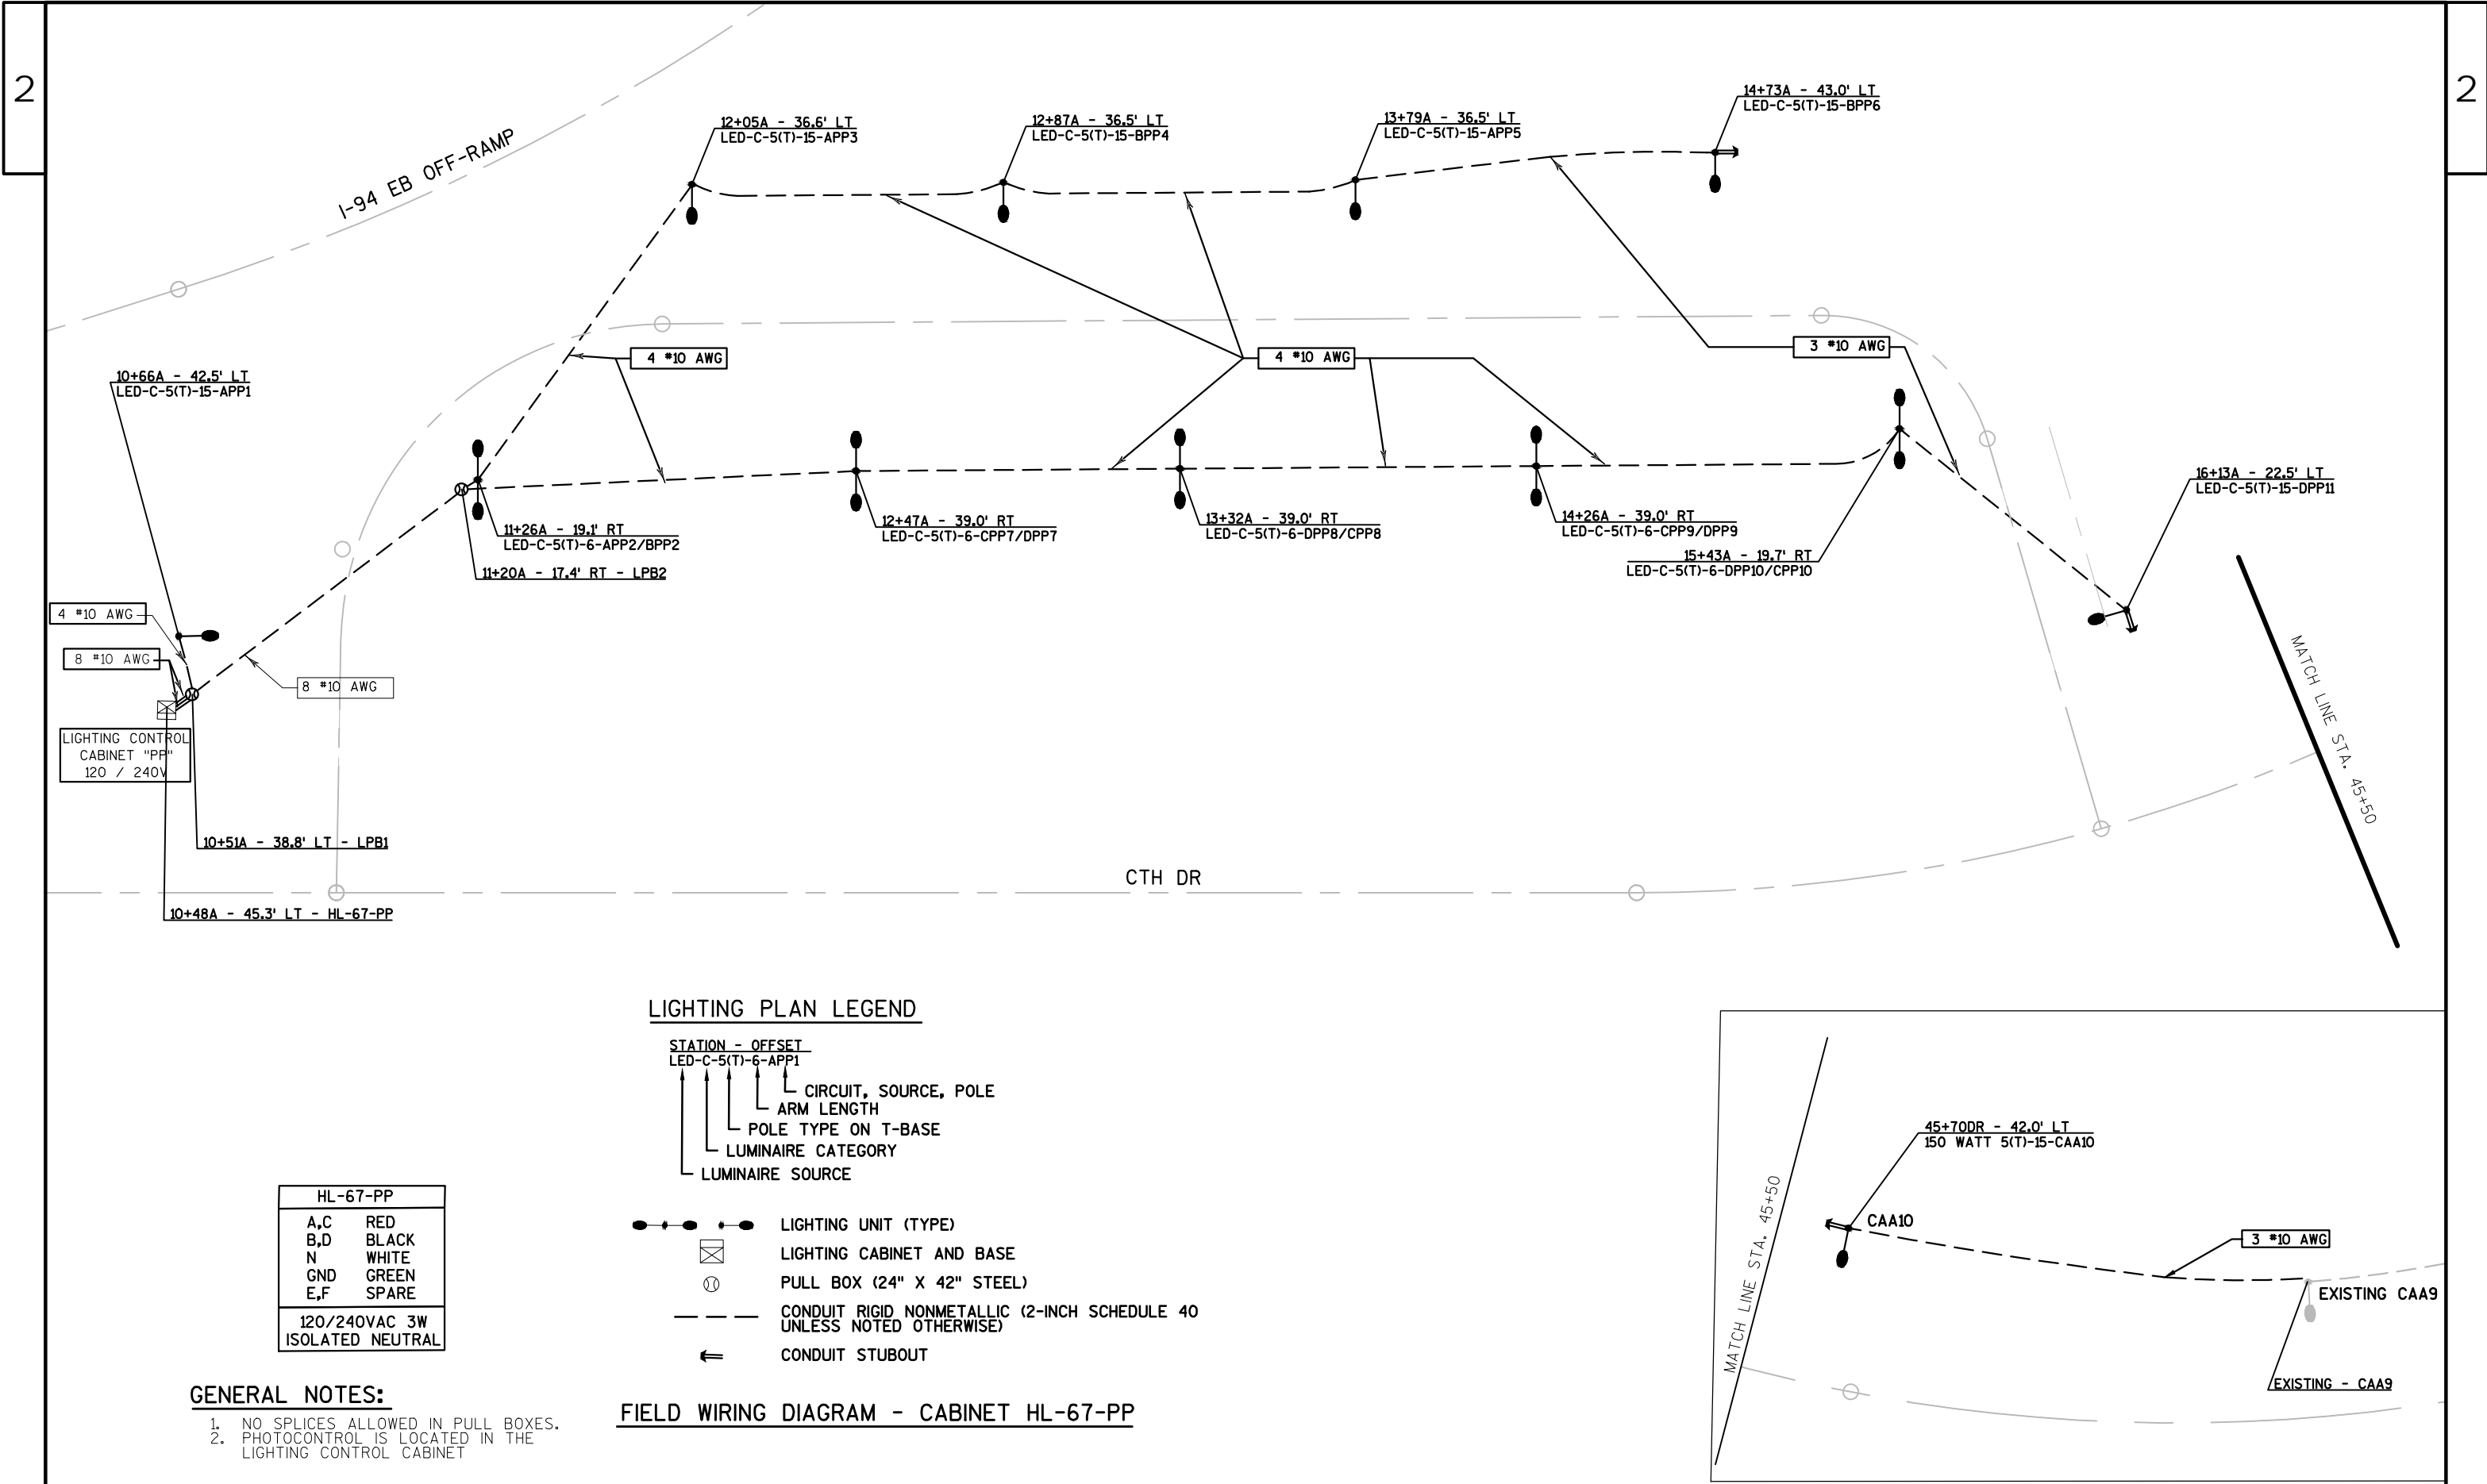 2
2
I-94 EB OFF-RAMP
12+05A - 36.6' LT
LED-C-5(T)-15-APP3
12+87A - 36.5' LT
LED-C-5(T)-15-BPP4
13+79A - 36.5' LT
LED-C-5(T)-15-APP5
14+73A - 43.0' LT
LED-C-5(T)-15-BPP6
4 #10 AWG
4 #10 AWG
3 #10 AWG
10+66A - 42.5' LT
LED-C-5(T)-15-APP1
11+26A - 19.1' RT
LED-C-5(T)-6-APP2/BPP2
11+20A - 17.4' RT - LPB2
12+47A - 39.0' RT
LED-C-5(T)-6-CPP7/DPP7
13+32A - 39.0' RT
LED-C-5(T)-6-DPP8/CPP8
14+26A - 39.0' RT
LED-C-5(T)-6-CPP9/DPP9
15+43A - 19.7' RT
LED-C-5(T)-6-DPP10/CPP10
16+13A - 22.5' LT
LED-C-5(T)-15-DPP11
4 #10 AWG
8 #10 AWG
8 #10 AWG
LIGHTING CONTROL
CABINET "PP"
120 / 240V
10+51A - 38.8' LT - LPB1
10+48A - 45.3' LT - HL-67-PP
CTH DR
MATCH LINE STA. 45+50
LIGHTING PLAN LEGEND
STATION - OFFSET
LED-C-5(T)-6-APP1
CIRCUIT, SOURCE, POLE
ARM LENGTH
POLE TYPE ON T-BASE
LUMINAIRE CATEGORY
LUMINAIRE SOURCE
LIGHTING UNIT (TYPE)
LIGHTING CABINET AND BASE
PULL BOX (24" X 42" STEEL)
CONDUIT RIGID NONMETALLIC (2-INCH SCHEDULE 40
UNLESS NOTED OTHERWISE)
CONDUIT STUBOUT
HL-67-PP
A,C RED
B,D BLACK
N WHITE
GND GREEN
E,F SPARE
120/240VAC 3W
ISOLATED NEUTRAL
GENERAL NOTES:
1. NO SPLICES ALLOWED IN PULL BOXES.
2. PHOTOCONTROL IS LOCATED IN THE
LIGHTING CONTROL CABINET
FIELD WIRING DIAGRAM - CABINET HL-67-PP
MATCH LINE STA. 45+50
45+70DR - 42.0' LT
150 WATT 5(T)-15-CAA10
CAA10
3 #10 AWG
EXISTING CAA9
EXISTING - CAA9